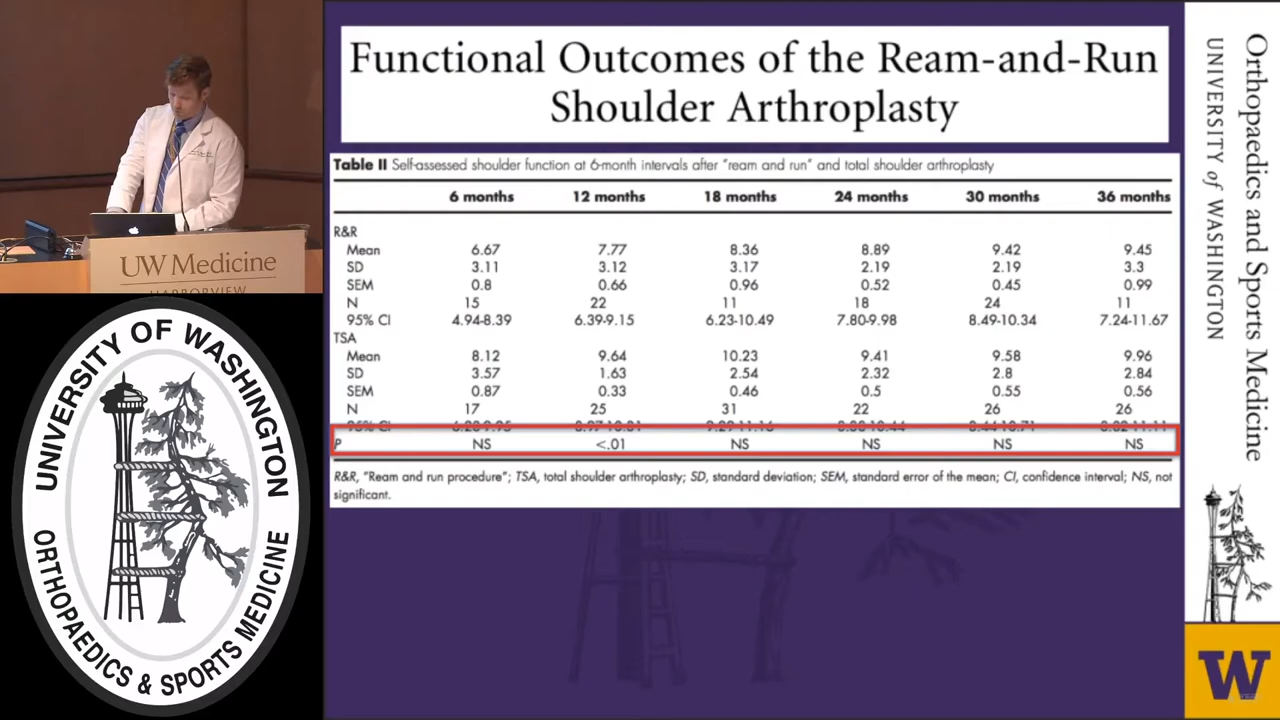 Functional Outcomes of the Ream-and-Run
Shoulder Arthroplasty
Table II Self-assessed shoulder function at 6-month intervals after "ream and run" and total shoulder arthroplasty
6 months 12 months 18 months 24 months 30 months 36 months
R&R
Mean 6.67 7.77 8.36 8.89 9.42 9.45
SD 3.11 3.12 3.17 2.19 2.19 3.3
SEM 0.8 0.66 0.96 0.52 0.45 0.99
N 15 22 11 18 24 11
95% CI 4.94-8.39 6.39-9.15 6.23-10.49 7.80-9.98 8.49-10.34 7.24-11.67
TSA
Mean 8.12 9.64 10.23 9.41 9.58 9.96
SD 3.57 1.63 2.54 2.32 2.8 2.84
SEM 0.87 0.33 0.46 0.5 0.55 0.56
N 17 25 31 22 26 26
95% CI
P NS <.01 NS NS NS NS
R&R, "Ream and run procedure"; TSA, total shoulder arthroplasty; SD, standard deviation; SEM, standard error of the mean; CI, confidence interval; NS, not
significant.
UW Medicine
HARBORVIEW
UNIVERSITY OF WASHINGTON
ORTHOPAEDICS & SPORTS MEDICINE
Orthopaedics and Sports Medicine
UNIVERSITY of WASHINGTON
W